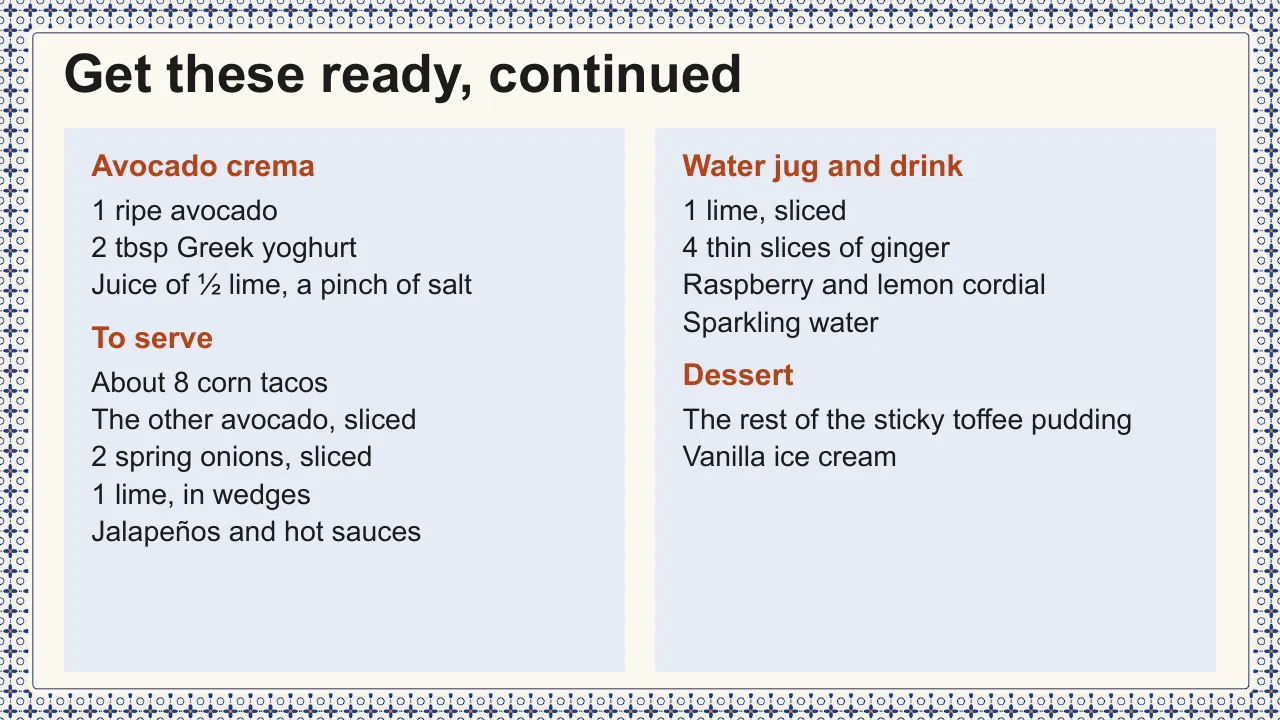 Get these ready, continued
Avocado crema
1 ripe avocado
2 tbsp Greek yoghurt
Juice of ½ lime, a pinch of salt
To serve
About 8 corn tacos
The other avocado, sliced
2 spring onions, sliced
1 lime, in wedges
Jalapeños and hot sauces
Water jug and drink
1 lime, sliced
4 thin slices of ginger
Raspberry and lemon cordial
Sparkling water
Dessert
The rest of the sticky toffee pudding
Vanilla ice cream